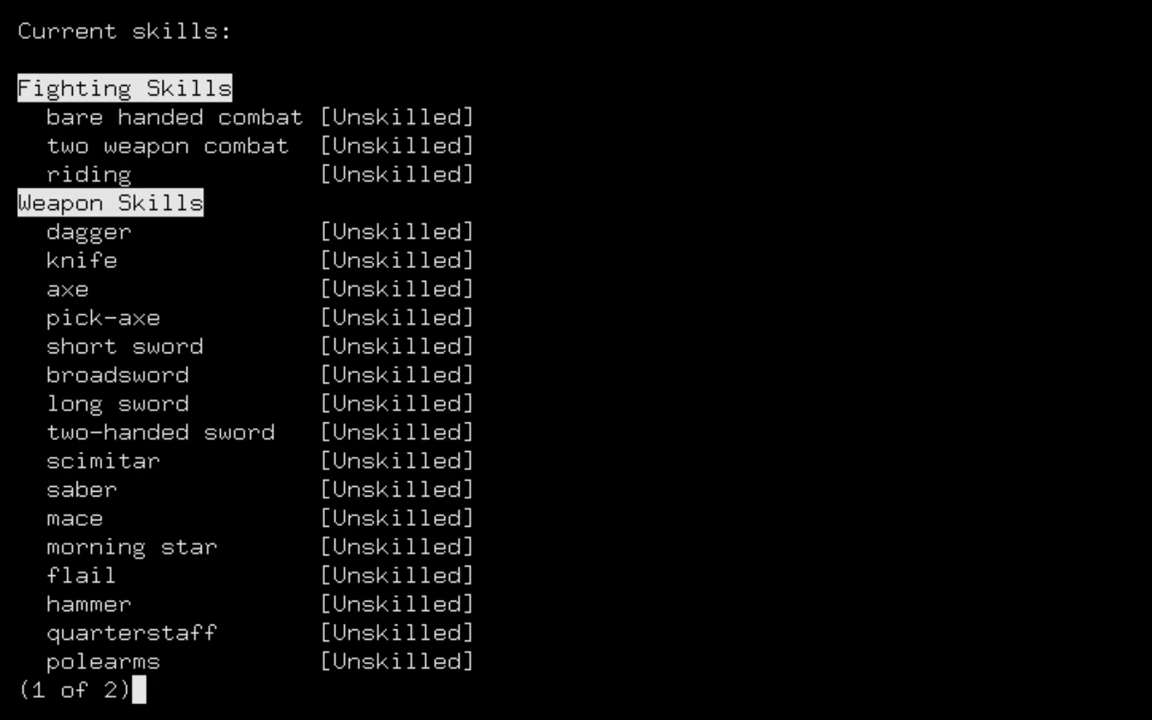 Current skills:
Fighting Skills
bare handed combat [Unskilled]
two weapon combat [Unskilled]
riding [Unskilled]
Weapon Skills
dagger [Unskilled]
knife [Unskilled]
axe [Unskilled]
pick-axe [Unskilled]
short sword [Unskilled]
broadsword [Unskilled]
long sword [Unskilled]
two-handed sword [Unskilled]
scimitar [Unskilled]
saber [Unskilled]
mace [Unskilled]
morning star [Unskilled]
flail [Unskilled]
hammer [Unskilled]
quarterstaff [Unskilled]
polearms [Unskilled]
(1 of 2)